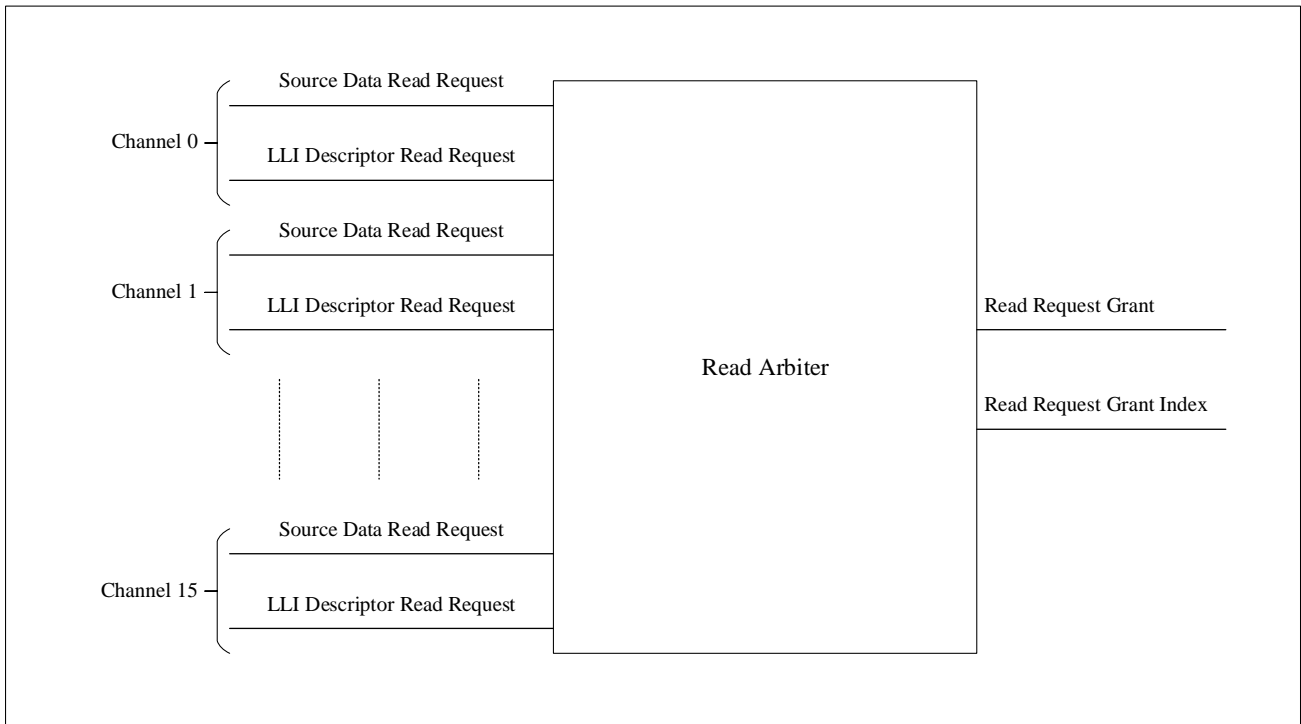 Source Data Read Request
Channel 0
LLI Descriptor Read Request
Source Data Read Request
Channel 1
LLI Descriptor Read Request
Read Request Grant
Read Arbiter
Read Request Grant Index
Source Data Read Request
Channel 15
LLI Descriptor Read Request